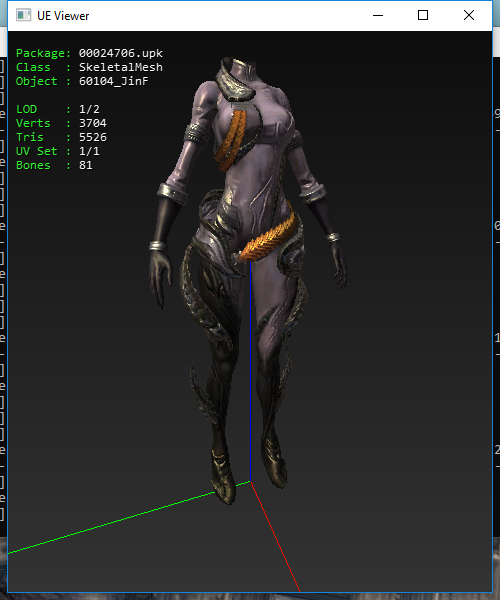 UE Viewer
Package: 00024706.upk
Class : SkeletalMesh
Object : 60104_JinF
LOD : 1/2
Verts : 3704
Tris : 5526
UV Set : 1/1
Bones : 81